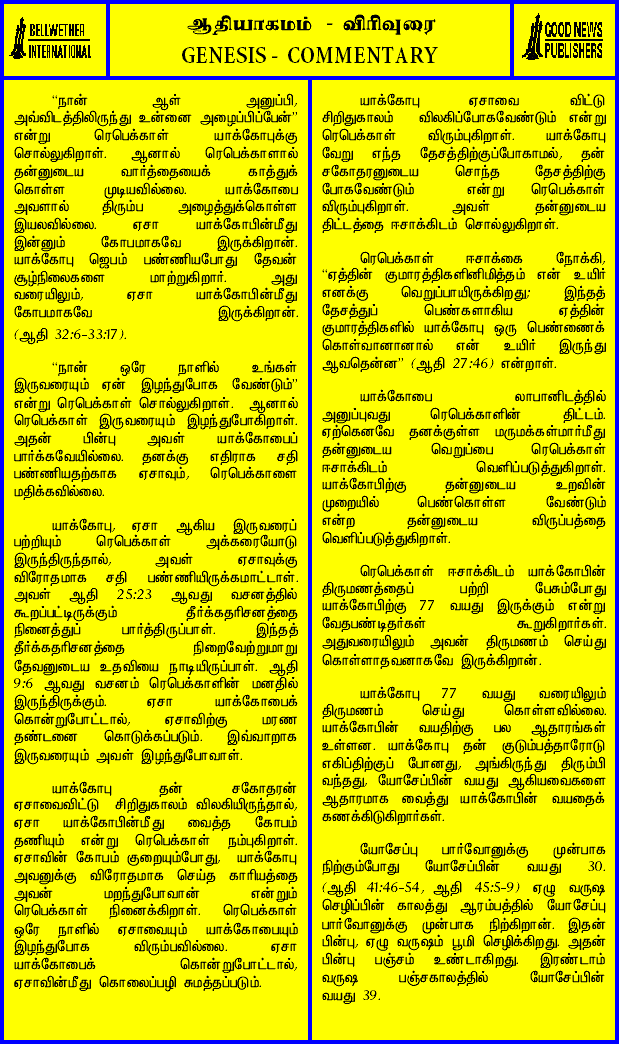 BELLWETHER
INTERNATIONAL
ஆதியாகமம் - விரிவுரை
GENESIS - COMMENTARY
GOOD NEWS
PUBLISHERS
“நான் ஆள் அனுப்பி,
அவ்விடத்திலிருந்து உன்னை அழைப்பிப்பேன்”
என்று ரெபெக்காள் யாக்கோபுக்கு
சொல்லுகிறாள். ஆனால் ரெபெக்காளால்
தன்னுடைய வார்த்தையைக் காத்துக்
கொள்ள முடியவில்லை. யாக்கோபை
அவளால் திரும்ப அழைத்துக்கொள்ள
இயலவில்லை. ஏசா யாக்கோபின்மீது
இன்னும் கோபமாகவே இருக்கிறான்.
யாக்கோபு ஜெபம் பண்ணியபோது தேவன்
சூழ்நிலைகளை மாற்றுகிறார். அது
வரையிலும், ஏசா யாக்கோபின்மீது
கோபமாகவே இருக்கிறான்.
(ஆதி 32:6-33:17).
“நான் ஒரே நாளில் உங்கள்
இருவரையும் ஏன் இழந்துபோக வேண்டும்”
என்று ரெபெக்காள் சொல்லுகிறாள். ஆனால்
ரெபெக்காள் இருவரையும் இழந்துபோகிறாள்.
அதன் பின்பு அவள் யாக்கோபைப்
பார்க்கவேயில்லை. தனக்கு எதிராக சதி
பண்ணியதற்காக ஏசாவும், ரெபெக்காளை
மதிக்கவில்லை.
யாக்கோபு, ஏசா ஆகிய இருவரைப்
பற்றியும் ரெபெக்காள் அக்கரையோடு
இருந்திருந்தால், அவள் ஏசாவுக்கு
விரோதமாக சதி பண்ணியிருக்கமாட்டாள்.
அவள் ஆதி 25:23 ஆவது வசனத்தில்
கூறப்பட்டிருக்கும் தீர்க்கதரிசனத்தை
நினைத்துப் பார்த்திருப்பாள். இந்தத்
தீர்க்கதரிசனத்தை நிறைவேற்றுமாறு
தேவனுடைய உதவியை நாடியிருப்பாள். ஆதி
9:6 ஆவது வசனம் ரெபெக்காளின் மனதில்
இருந்திருக்கும். ஏசா யாக்கோபைக்
கொன்றுபோட்டால், ஏசாவிற்கு மரண
தண்டனை கொடுக்கப்படும். இவ்வாறாக
இருவரையும் அவள் இழந்துபோவாள்.
யாக்கோபு தன் சகோதரன்
ஏசாவைவிட்டு சிறிதுகாலம் விலகியிருந்தால்,
ஏசா யாக்கோபின்மீது வைத்த கோபம்
தணியும் என்று ரெபெக்காள் நம்புகிறாள்.
ஏசாவின் கோபம் குறையும்போது, யாக்கோபு
அவனுக்கு விரோதமாக செய்த காரியத்தை
அவன் மறந்துபோவான் என்றும்
ரெபெக்காள் நினைக்கிறாள். ரெபெக்காள்
ஒரே நாளில் ஏசாவையும் யாக்கோபையும்
இழந்துபோக விரும்பவில்லை. ஏசா
யாக்கோபைக் கொன்றுபோட்டால்,
ஏசாவின்மீது கொலைப்பழி சுமத்தப்படும்.
யாக்கோபு ஏசாவை விட்டு
சிறிதுகாலம் விலகிப்போகவேண்டும் என்று
ரெபெக்காள் விரும்புகிறாள். யாக்கோபு
வேறு எந்த தேசத்திற்குப்போகாமல், தன்
சகோதரனுடைய சொந்த தேசத்திற்கு
போகவேண்டும் என்று ரெபெக்காள்
விரும்புகிறாள். அவள் தன்னுடைய
திட்டத்தை ஈசாக்கிடம் சொல்லுகிறாள்.
ரெபெக்காள் ஈசாக்கை நோக்கி,
“ஏத்தின் குமாரத்திகளினிமித்தம் என் உயிர்
எனக்கு வெறுப்பாயிருக்கிறது; இந்தத்
தேசத்துப் பெண்களாகிய ஏத்தின்
குமாரத்திகளில் யாக்கோபு ஒரு பெண்ணைக்
கொள்வானானால் என் உயிர் இருந்து
ஆவதென்ன” (ஆதி 27:46) என்றாள்.
யாக்கோபை லாபானிடத்தில்
அனுப்புவது ரெபெக்காளின் திட்டம்.
ஏற்கெனவே தனக்குள்ள மருமக்கள்மார்மீது
தன்னுடைய வெறுப்பை ரெபெக்காள்
ஈசாக்கிடம் வெளிப்படுத்துகிறாள்.
யாக்கோபிற்கு தன்னுடைய உறவின்
முறையில் பெண்கொள்ள வேண்டும்
என்ற தன்னுடைய விருப்பத்தை
வெளிப்படுத்துகிறாள்.
ரெபெக்காள் ஈசாக்கிடம் யாக்கோபின்
திருமணத்தைப் பற்றி பேசும்போது
யாக்கோபிற்கு 77 வயது இருக்கும் என்று
வேதபண்டிதர்கள் கூறுகிறார்கள்.
அதுவரையிலும் அவன் திருமணம் செய்து
கொள்ளாதவனாகவே இருக்கிறான்.
யாக்கோபு 77 வயது வரையிலும்
திருமணம் செய்து கொள்ளவில்லை.
யாக்கோபின் வயதிற்கு பல ஆதாரங்கள்
உள்ளன. யாக்கோபு தன் குடும்பத்தாரோடு
எகிப்திற்குப் போனது, அங்கிருந்து திரும்பி
வந்தது, யோசேப்பின் வயது ஆகியவைகளை
ஆதாரமாக வைத்து யாக்கோபின் வயதைக்
கணக்கிடுகிறார்கள்.
யோசேப்பு பார்வோனுக்கு முன்பாக
நிற்கும்போது யோசேப்பின் வயது 30.
(ஆதி 41:46-54, ஆதி 45:5-9) ஏழு வருஷ
செழிப்பின் காலத்து ஆரம்பத்தில் யோசேப்பு
பார்வோனுக்கு முன்பாக நிற்கிறான். இதன்
பின்பு, ஏழு வருஷம் பூமி செழிக்கிறது. அதன்
பின்பு பஞ்சம் உண்டாகிறது. இரண்டாம்
வருஷ பஞ்சகாலத்தில் யோசேப்பின்
வயது 39.